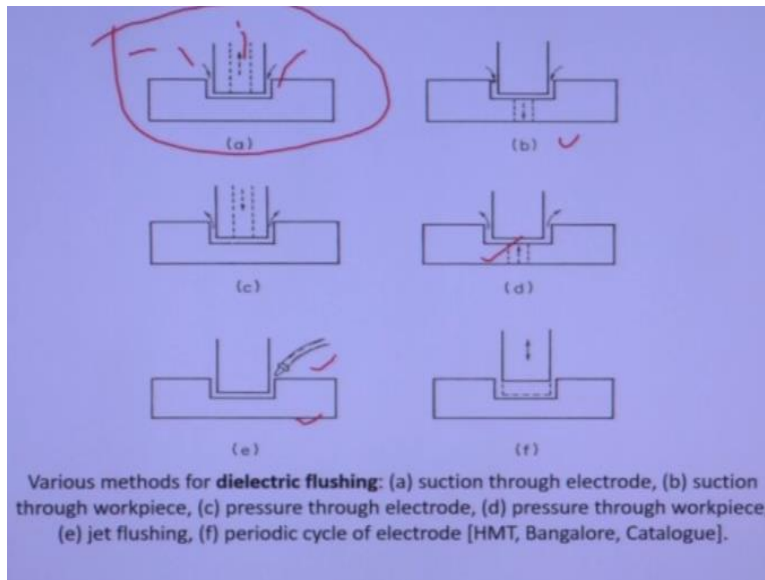 (a)
(b)
(c)
(d)
(e)
(f)
Various methods for dielectric flushing: (a) suction through electrode, (b) suction
through workpiece, (c) pressure through electrode, (d) pressure through workpiece
(e) jet flushing, (f) periodic cycle of electrode [HMT, Bangalore, Catalogue].